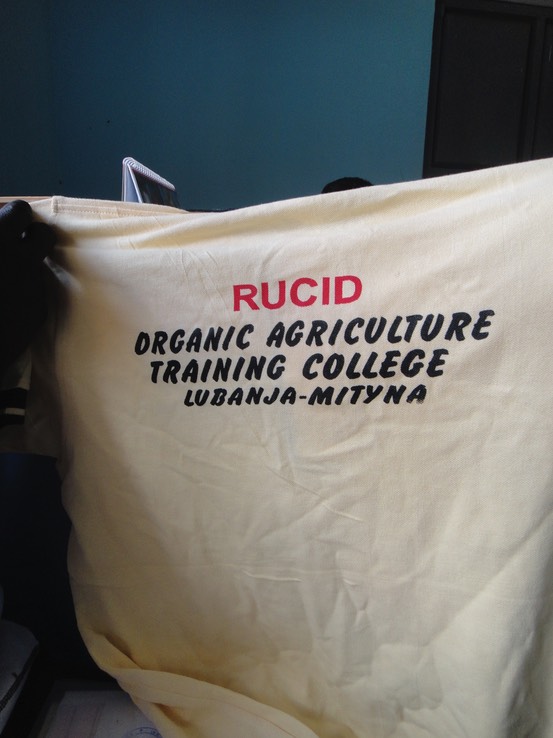 RUCID
ORGANIC AGRICULTURE
TRAINING COLLEGE
LUBANJA-MITYNA